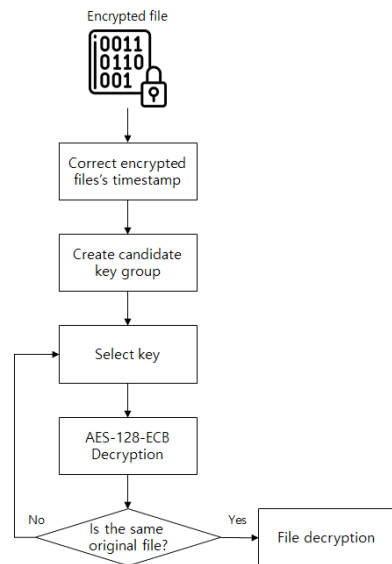 Encrypted file
0011
0110
001
Correct encrypted
files's timestamp
Create candidate
key group
Select key
AES-128-ECB
Decryption
No
Is the same
original file?
Yes
File decryption